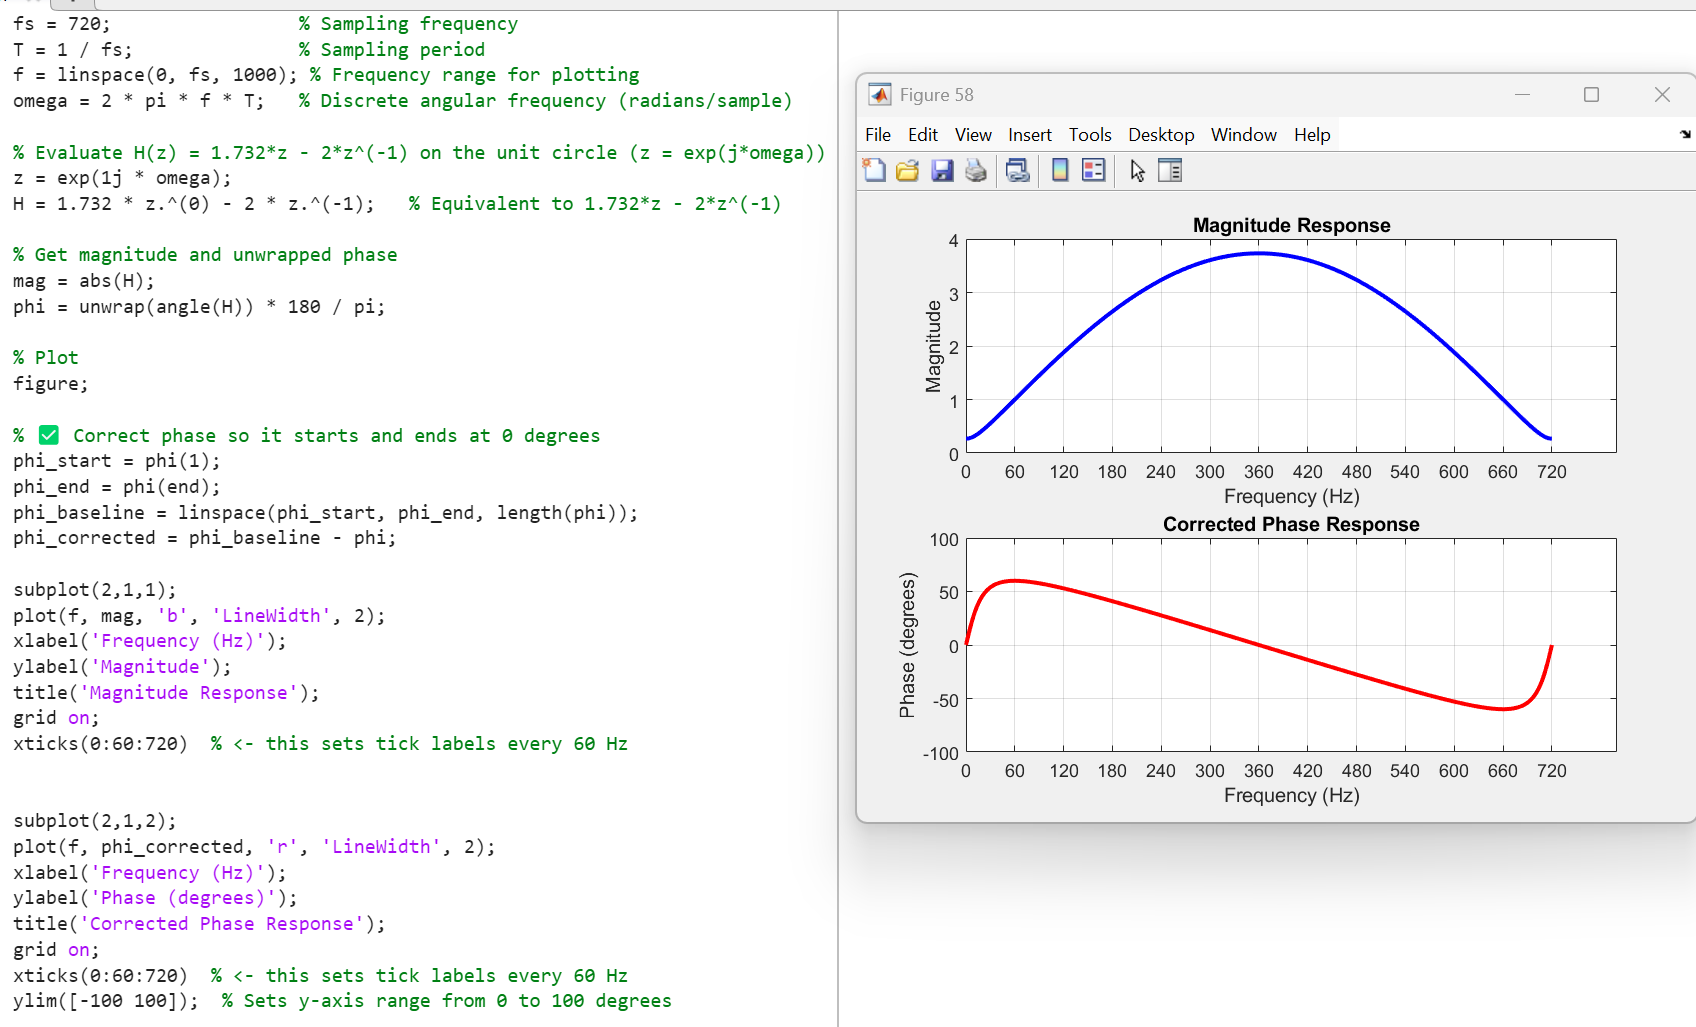 fs = 720;                 % Sampling frequency
T = 1 / fs;               % Sampling period
f = linspace(0, fs, 1000); % Frequency range for plotting
omega = 2 * pi * f * T;   % Discrete angular frequency (radians/sample)
% Evaluate H(z) = 1.732*z - 2*z^(-1) on the unit circle (z = exp(j*omega))
z = exp(1j * omega);
H = 1.732 * z.^(0) - 2 * z.^(-1);   % Equivalent to 1.732*z - 2*z^(-1)
% Get magnitude and unwrapped phase
mag = abs(H);
phi = unwrap(angle(H)) * 180 / pi;
% Plot
figure;
% ✅ Correct phase so it starts and ends at 0 degrees
phi_start = phi(1);
phi_end = phi(end);
phi_baseline = linspace(phi_start, phi_end, length(phi));
phi_corrected = phi_baseline - phi;
subplot(2,1,1);
plot(f, mag, 'b', 'LineWidth', 2);
xlabel('Frequency (Hz)');
ylabel('Magnitude');
title('Magnitude Response');
grid on;
xticks(0:60:720)  % <- this sets tick labels every 60 Hz
subplot(2,1,2);
plot(f, phi_corrected, 'r', 'LineWidth', 2);
xlabel('Frequency (Hz)');
ylabel('Phase (degrees)');
title('Corrected Phase Response');
grid on;
xticks(0:60:720)  % <- this sets tick labels every 60 Hz
ylim([-100 100]);  % Sets y-axis range from 0 to 100 degrees
Figure 58
File Edit View Insert Tools Desktop Window Help
Magnitude Response
Magnitude
4
3
2
1
0
0 60 120 180 240 300 360 420 480 540 600 660 720
Frequency (Hz)
Corrected Phase Response
Phase (degrees)
100
50
0
-50
-100
0 60 120 180 240 300 360 420 480 540 600 660 720
Frequency (Hz)